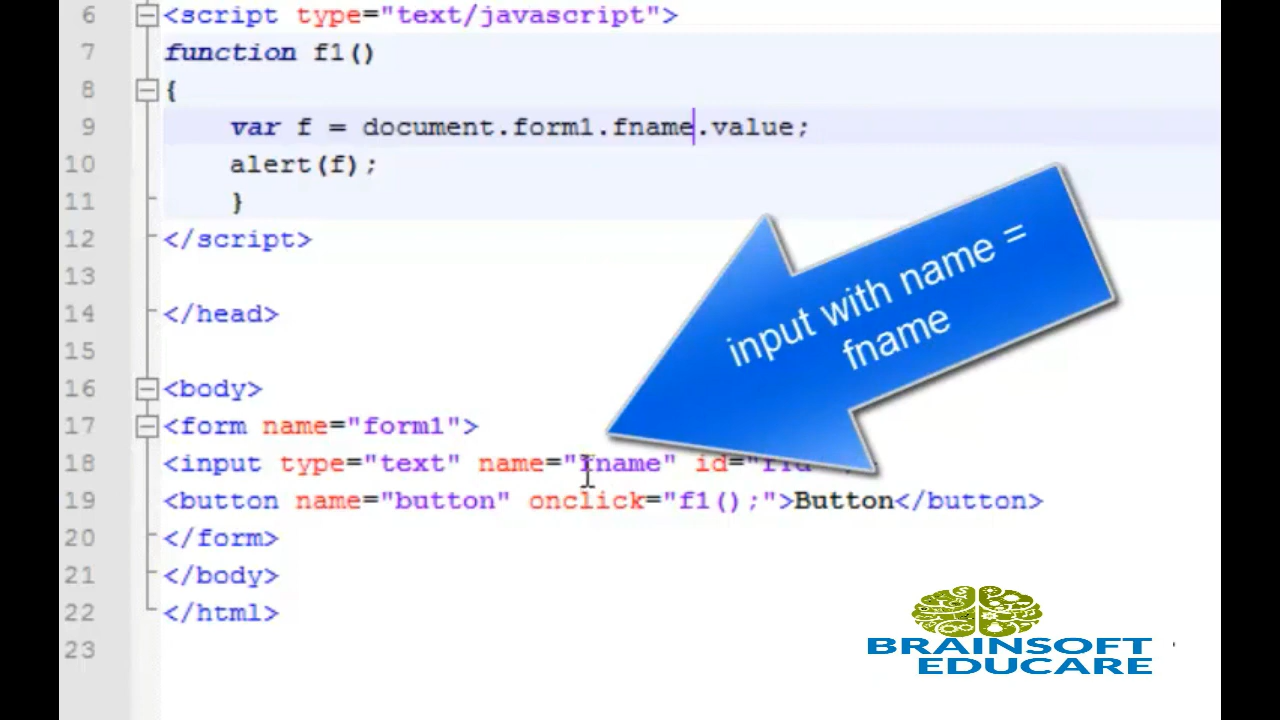 6 <script type="text/javascript">
7 function f1()
8 {
9 var f = document.form1.fname.value;
10 alert(f);
11 }
12 </script>
13
14 </head>
15
16 <body>
17 <form name="form1">
18 <input type="text" name="fname" id=
19 <button name="button" onclick="f1();">Button</button>
20 </form>
21 </body>
22 </html>
23
input with name =
fname
BRAINSOFT
EDUCARE